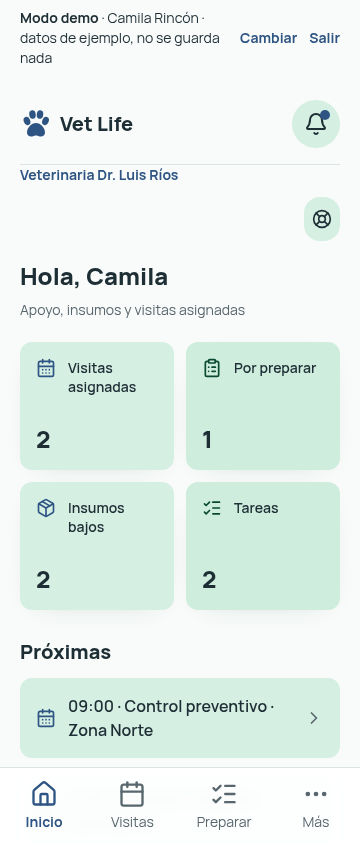 Modo demo · Camila Rincón ·
datos de ejemplo, no se guarda
nada
Cambiar Salir
Vet Life
Veterinaria Dr. Luis Ríos
Hola, Camila
Apoyo, insumos y visitas asignadas
Visitas
asignadas
2
Por preparar
1
Insumos
bajos
2
Tareas
2
Próximas
09:00 · Control preventivo ·
Zona Norte
Inicio Visitas Preparar Más